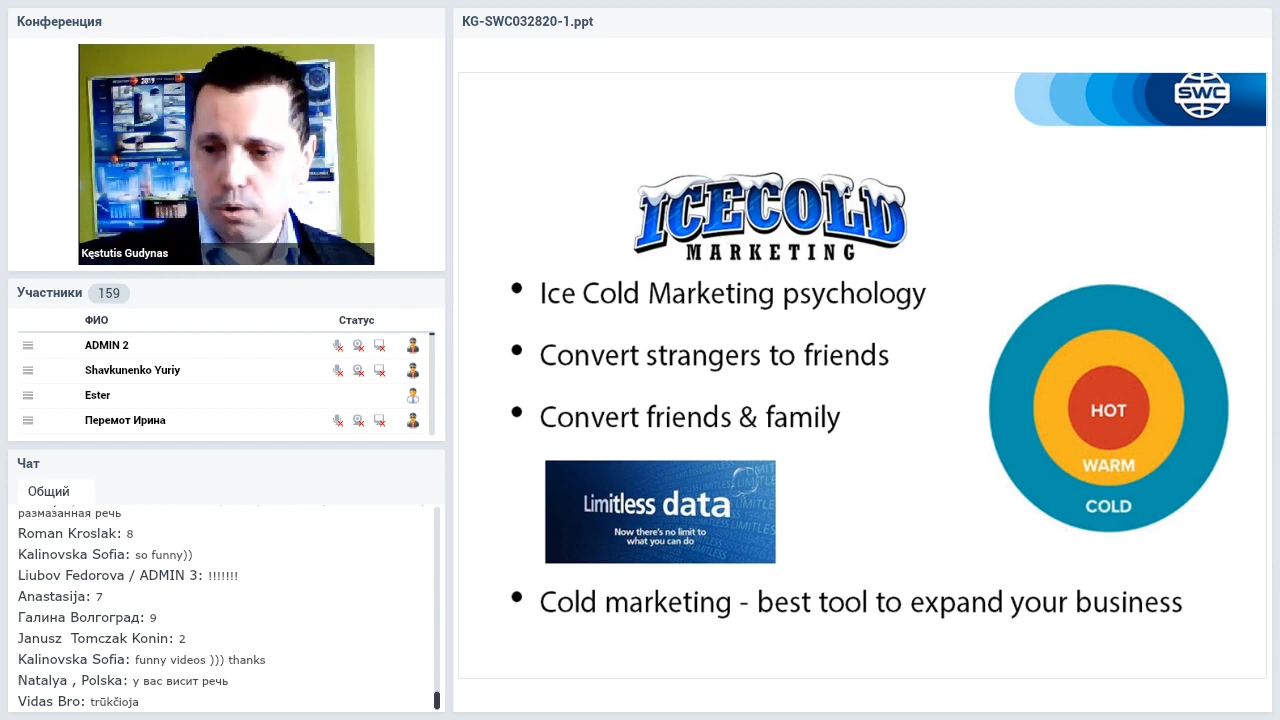 Конференция
2019
Kęstutis Gudynas
Участники 159
ФИО Статус
ADMIN 2
Shavkunenko Yuriy
Ester
Перемот Ирина
Чат
Общий
размазанная речь
Roman Kroslak: 8
Kalinovska Sofia: so funny))
Liubov Fedorova / ADMIN 3: !!!!!!!
Anastasija: 7
Галина Волгоград: 9
Janusz Tomczak Konin: 2
Kalinovska Sofia: funny videos ))) thanks
Natalya , Polska: у вас висит речь
Vidas Bro: trūkčioja
KG-SWC032820-1.ppt
SWC
ICECOLD
MARKETING
• Ice Cold Marketing psychology
• Convert strangers to friends
• Convert friends & family
Limitless data
Now there's no limit to
what you can do
HOT
WARM
COLD
• Cold marketing - best tool to expand your business